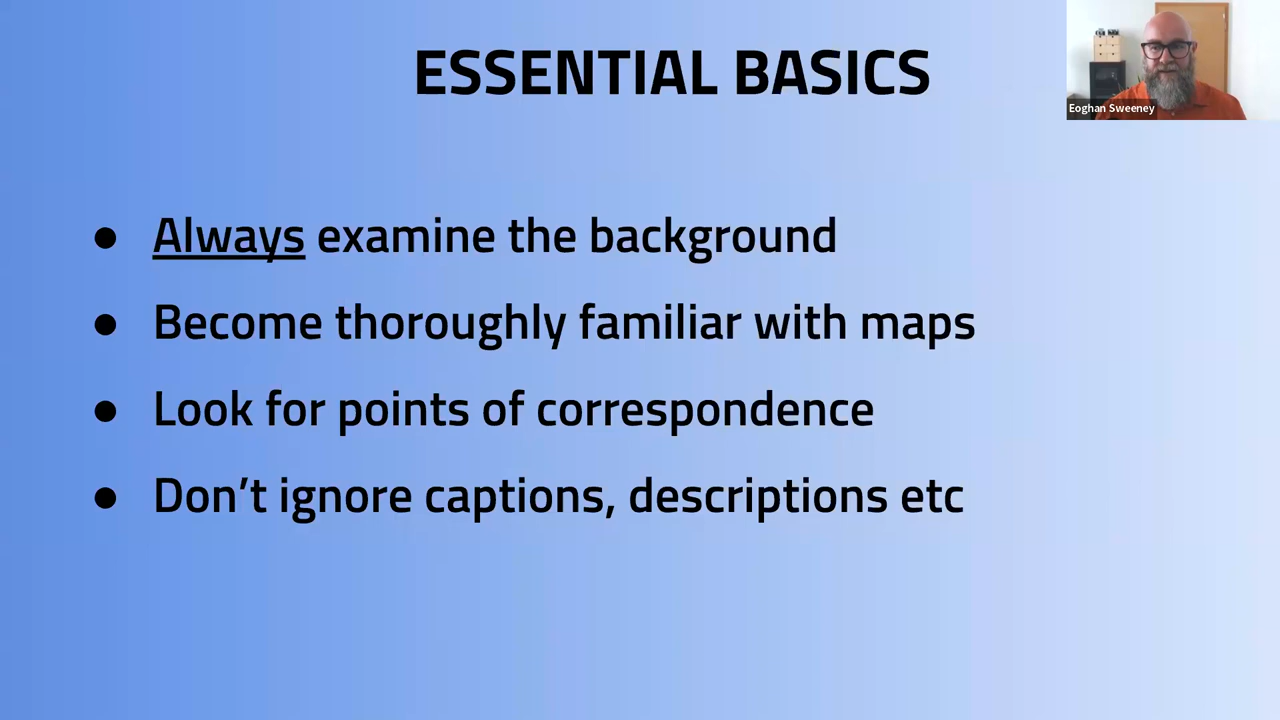 ESSENTIAL BASICS
Eoghan Sweeney
● Always examine the background
● Become thoroughly familiar with maps
● Look for points of correspondence
● Don’t ignore captions, descriptions etc